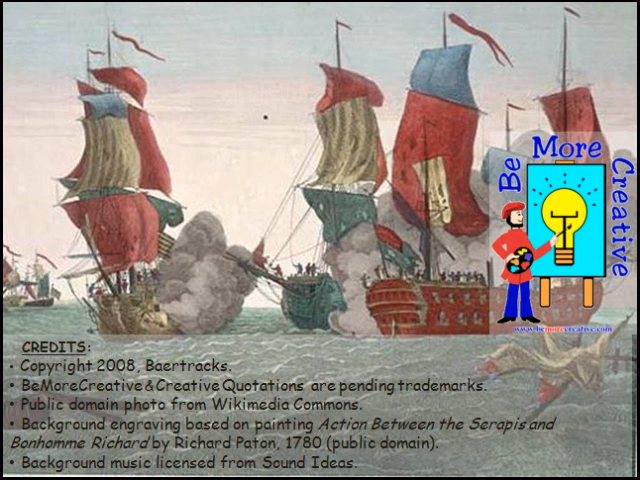 Be More Creative
www.bemorecreative.com
CREDITS:
• Copyright 2008, Baertracks.
• BeMoreCreative & Creative Quotations are pending trademarks.
• Public domain photo from Wikimedia Commons.
• Background engraving based on painting Action Between the Serapis and
Bonhomme Richard by Richard Paton, 1780 (public domain).
• Background music licensed from Sound Ideas.